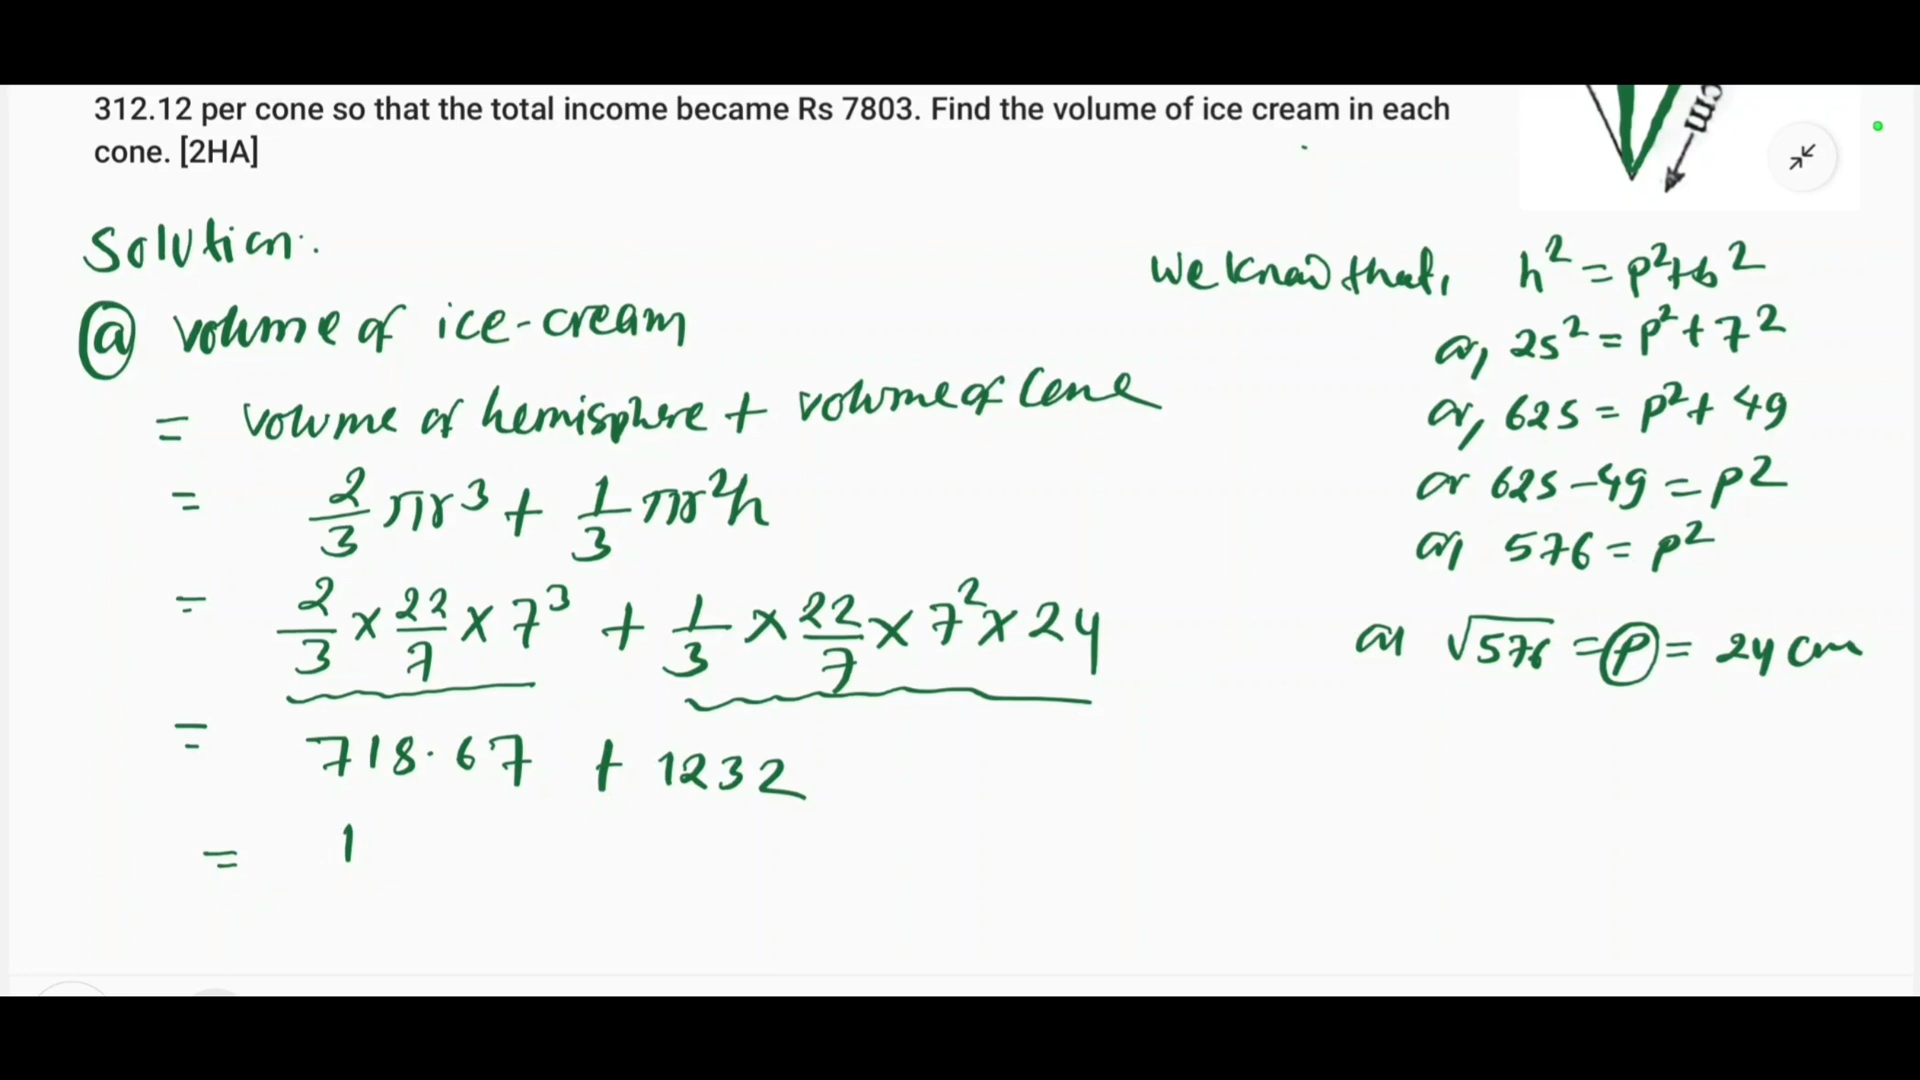 312.12 per cone so that the total income became Rs 7803. Find the volume of ice cream in each
cone. [2HA]
cm
Solution:
ⓐ volume of ice-cream
= volume of hemisphere + volume of Cone
= 2/3 πr³ + 1/3 πr²h
= 2/3 × 22/7 × 7³ + 1/3 × 22/7 × 7² × 24
= 718.67 + 1232
= 1
We know that, h² = p²+b²
or, 25² = p² + 7²
or, 625 = p² + 49
or 625 – 49 = p²
or, 576 = p²
or √576 = p = 24 cm